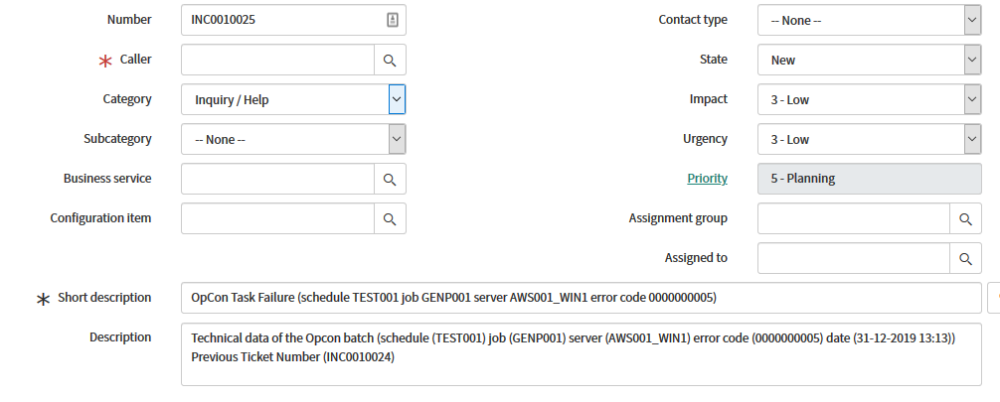 Number INC0010025 Contact type -- None --
Caller State New
Category Inquiry / Help Impact 3 - Low
Subcategory -- None -- Urgency 3 - Low
Business service Priority 5 - Planning
Configuration item Assignment group
Assigned to
Short description OpCon Task Failure (schedule TEST001 job GENP001 server AWS001_WIN1 error code 0000000005)
Description Technical data of the Opcon batch (schedule (TEST001) job (GENP001) server (AWS001_WIN1) error code (0000000005) date (31-12-2019 13:13))
Previous Ticket Number (INC0010024)